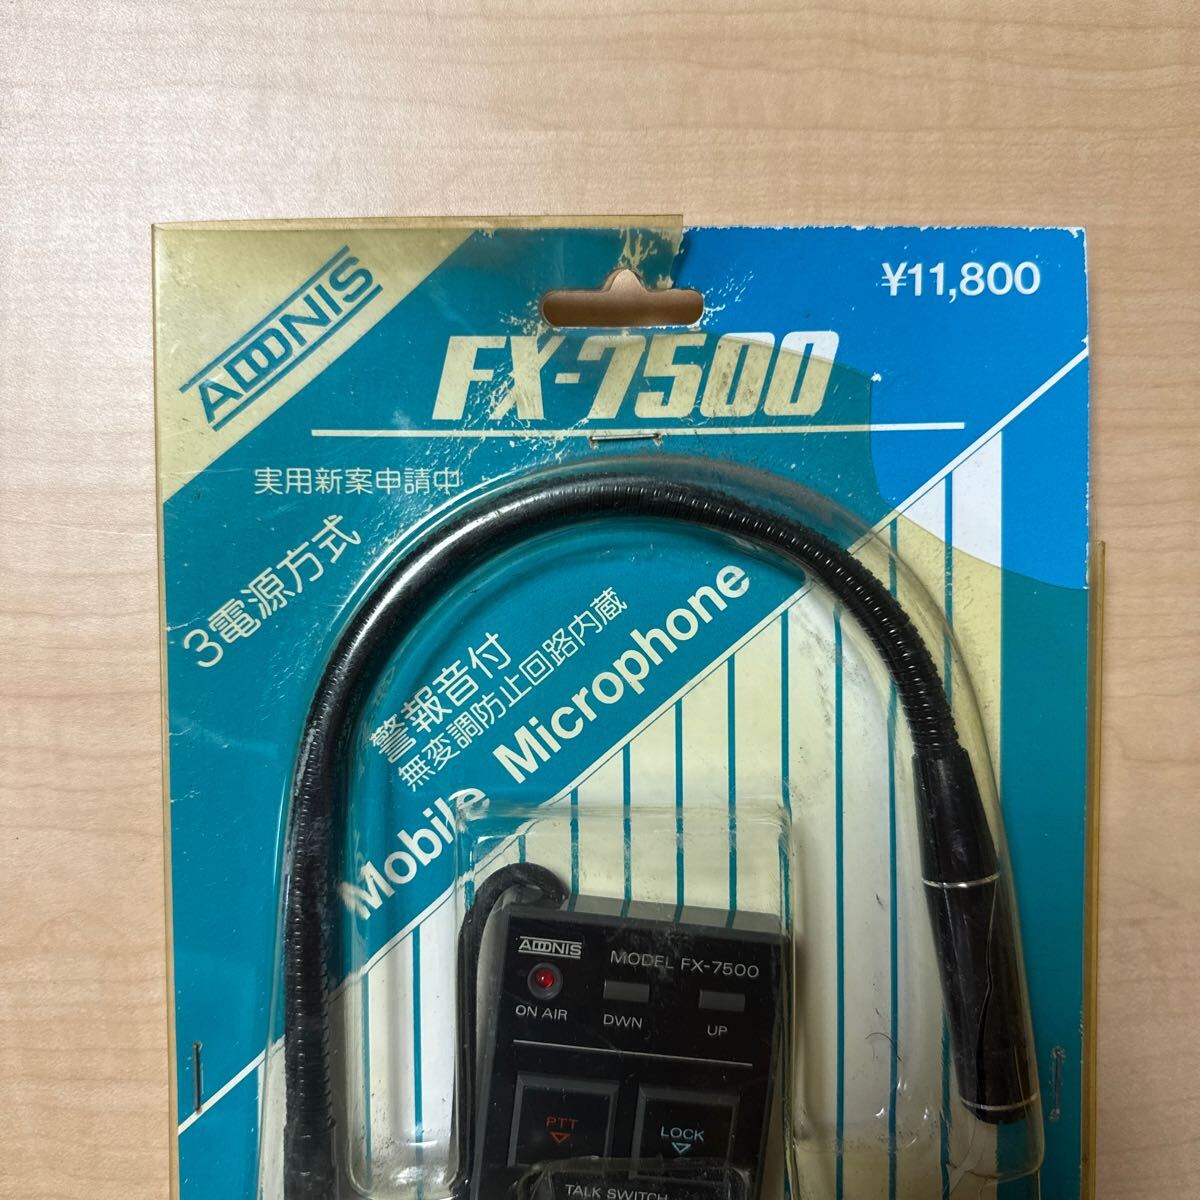 ADONIS
¥11,800
FX-7500
実用新案申請中
3電源方式
警報音付
無変調防止回路内蔵
Mobile Microphone
ADONIS
MODEL FX-7500
ON AIR
DWN
UP
PTT
LOCK
TALK SWITCH